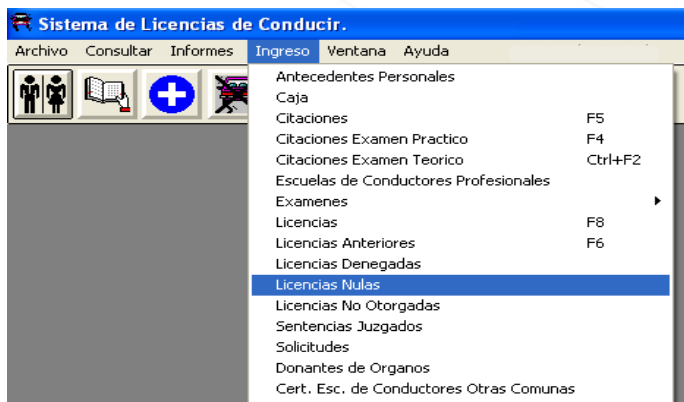 Sistema de Licencias de Conducir.
Archivo Consultar Informes Ingreso Ventana Ayuda
Antecedentes Personales
Caja
Citaciones F5
Citaciones Examen Practico F4
Citaciones Examen Teorico Ctrl+F2
Escuelas de Conductores Profesionales
Examenes
Licencias F8
Licencias Anteriores F6
Licencias Denegadas
Licencias Nulas
Licencias No Otorgadas
Sentencias Juzgados
Solicitudes
Donantes de Organos
Cert. Esc. de Conductores Otras Comunas